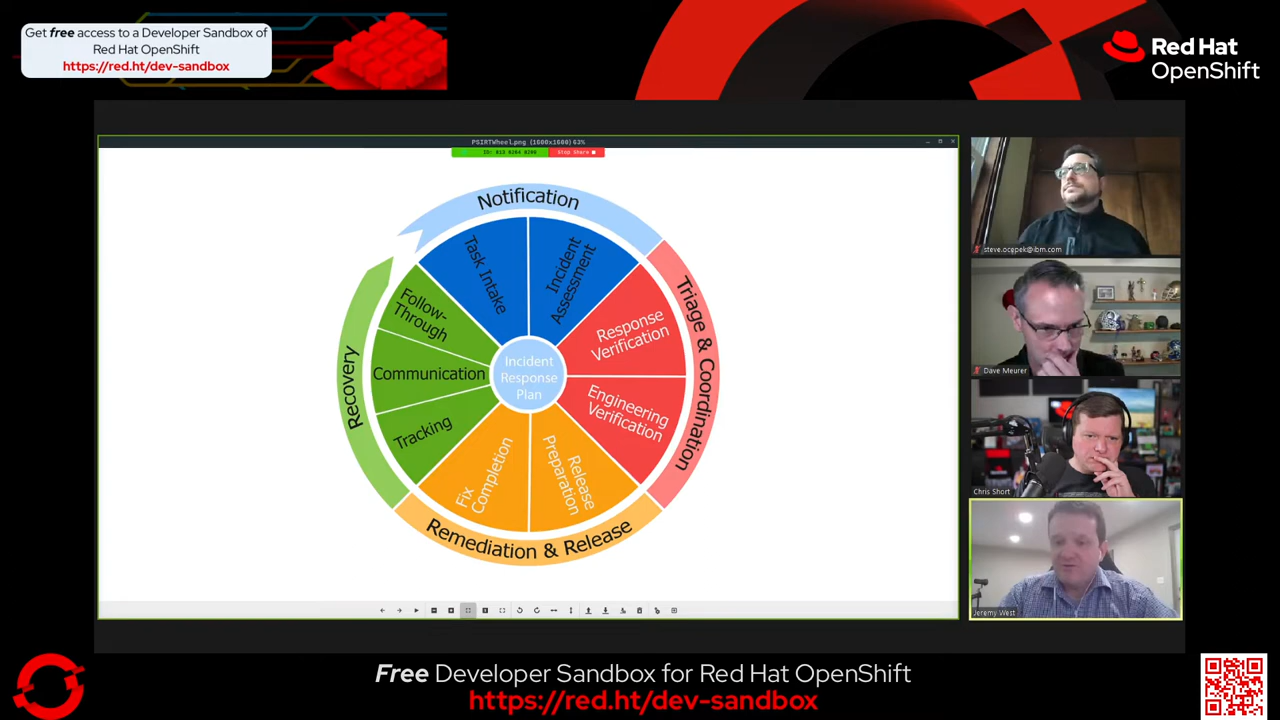 Get free access to a Developer Sandbox of
Red Hat OpenShift
https://red.ht/dev-sandbox
Red Hat
OpenShift
PSIRTWheel.png (1600x1600) 63%
Stop Share
Notification
Task Intake
Incident
Assessment
Triage & Coordination
Response
Verification
Engineering
Verification
Release
Preparation
Fix
Completion
Remediation & Release
Tracking
Communication
Follow-
Through
Recovery
Incident
Response
Plan
steve.ocepek@ibm.com
Dave Meurer
Chris Short
Jeremy West
Free Developer Sandbox for Red Hat OpenShift
https://red.ht/dev-sandbox